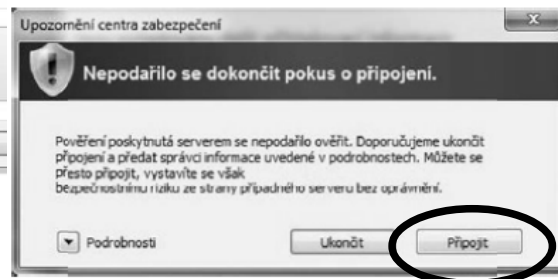 Upozornění centra zabezpečení
Nepodařilo se dokončit pokus o připojení.
Pověření poskytnutá serverem se nepodařilo ověřit. Doporučujeme ukončit
připojení a předat správci informace uvedené v podrobnostech. Můžete se
přesto připojit, vystavíte se však
bezpečnostnímu riziku ze strany případného serveru bez oprávnění.
Podrobnosti
Ukončit
Připojit